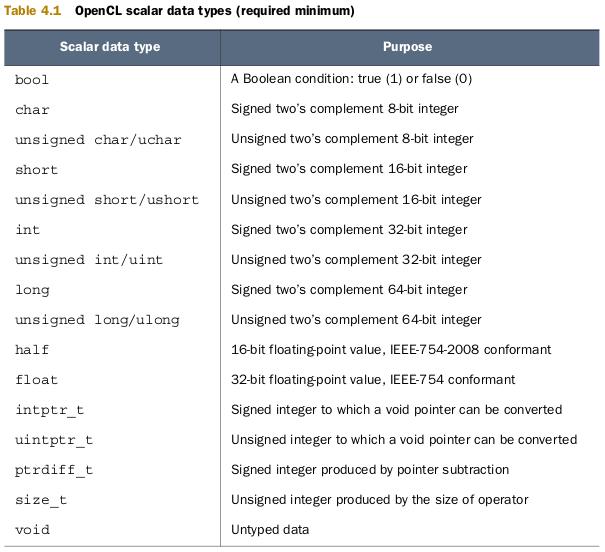 Table 4.1 OpenCL scalar data types (required minimum)
Scalar data type Purpose
bool A Boolean condition: true (1) or false (0)
char Signed two's complement 8-bit integer
unsigned char/uchar Unsigned two's complement 8-bit integer
short Signed two's complement 16-bit integer
unsigned short/ushort Unsigned two's complement 16-bit integer
int Signed two's complement 32-bit integer
unsigned int/uint Unsigned two's complement 32-bit integer
long Signed two's complement 64-bit integer
unsigned long/ulong Unsigned two's complement 64-bit integer
half 16-bit floating-point value, IEEE-754-2008 conformant
float 32-bit floating-point value, IEEE-754 conformant
intptr_t Signed integer to which a void pointer can be converted
uintptr_t Unsigned integer to which a void pointer can be converted
ptrdiff_t Signed integer produced by pointer subtraction
size_t Unsigned integer produced by the size of operator
void Untyped data